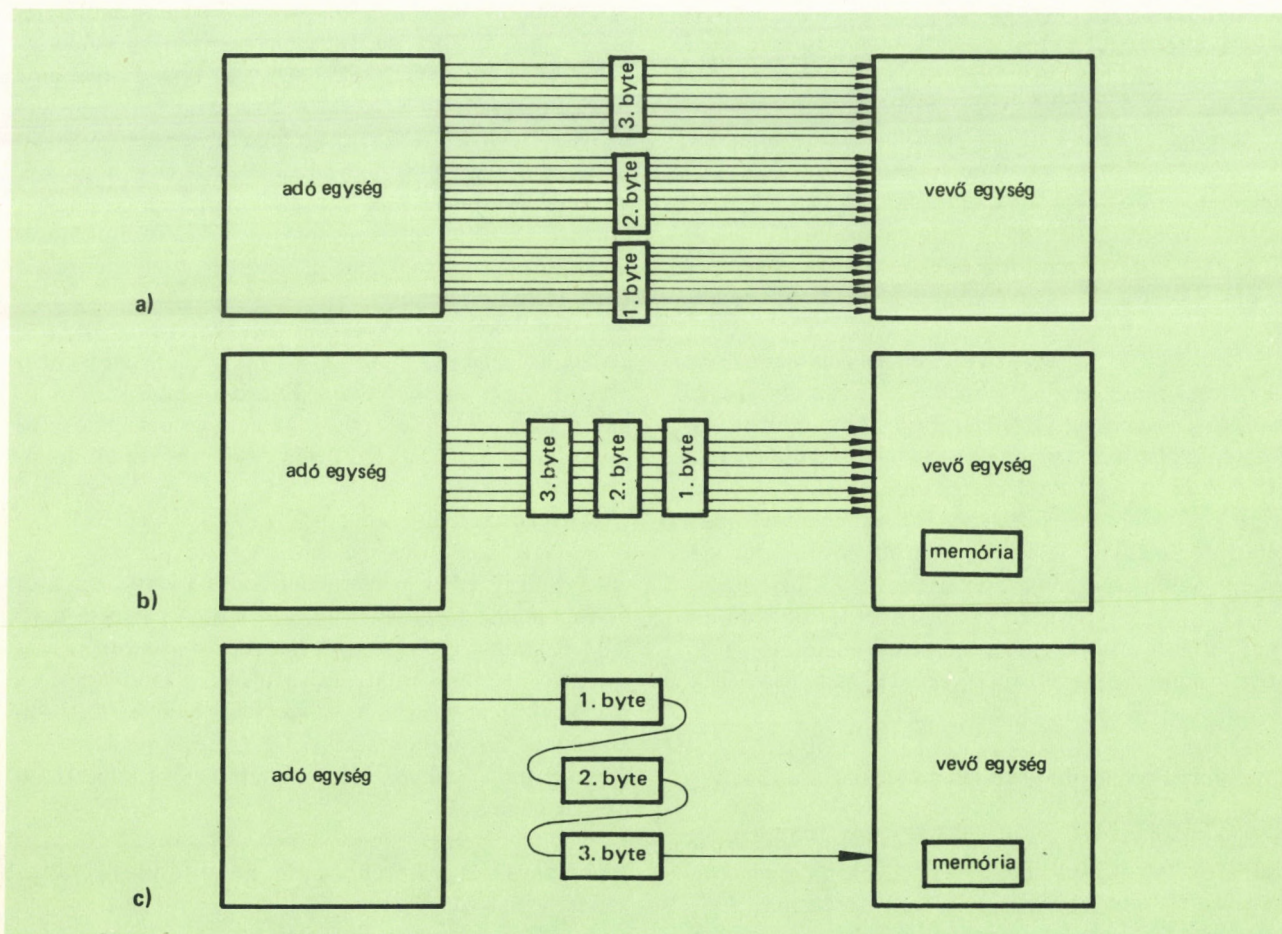 3. byte
adó egység
2. byte
vevő egység
1. byte
a)
adó egység
3. byte
2. byte
1. byte
vevő egység
memória
b)
1. byte
adó egység
2. byte
vevő egység
3. byte
memória
c)